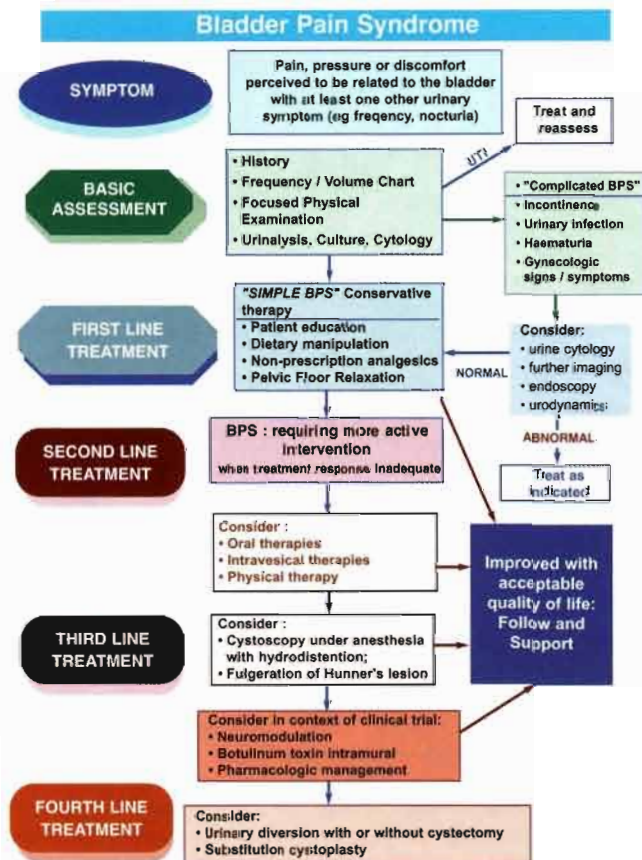 Bladder Pain Syndrome
SYMPTOM
Pain, pressure or discomfort
perceived to be related to the bladder
with at least one other urinary
symptom (eg freqency, nocturia)
Treat and
reassess
UTI
BASIC
ASSESSMENT
• History
• Frequency / Volume Chart
• Focused Physical
Examination
• Urinalysis, Culture, Cytology
• "Complicated BPS"
• Incontinence
• Urinary infection
• Haematuria
• Gynecologic
signs / symptoms
FIRST LINE
TREATMENT
"SIMPLE BPS" Conservative
therapy
• Patient education
• Dietary manipulation
• Non-prescription analgesics
• Pelvic Floor Relaxation
NORMAL
Consider:
• urine cytology
• further imaging
• endoscopy
• urodynamics
ABNORMAL
Treat as
indicated
SECOND LINE
TREATMENT
BPS : requiring more active
intervention
when treatment response inadequate
Consider :
• Oral therapies
• Intravesical therapies
• Physical therapy
Improved with
acceptable
quality of life:
Follow and
Support
THIRD LINE
TREATMENT
Consider :
• Cystoscopy under anesthesia
with hydrodistention;
• Fulgeration of Hunner's lesion
Consider in context of clinical trial:
• Neuromodulation
• Botulinum toxin intramural
• Pharmacologic management
FOURTH LINE
TREATMENT
Consider:
• Urinary diversion with or without cystectomy
• Substitution cystoplasty